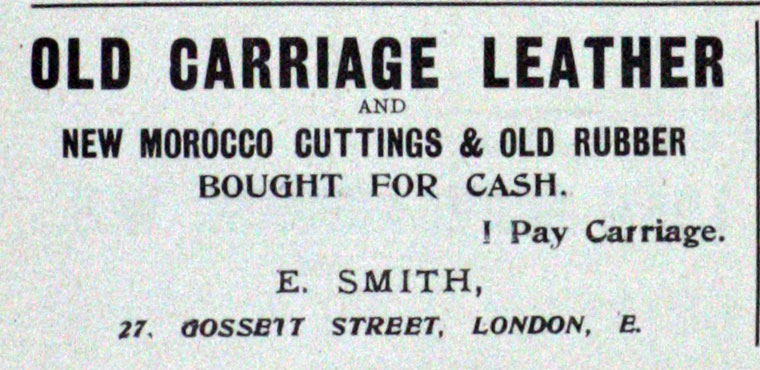 OLD CARRIAGE LEATHER
AND
NEW MOROCCO CUTTINGS & OLD RUBBER
BOUGHT FOR CASH.
I Pay Carriage.
E. SMITH,
27. GOSSETT STREET, LONDON, E.